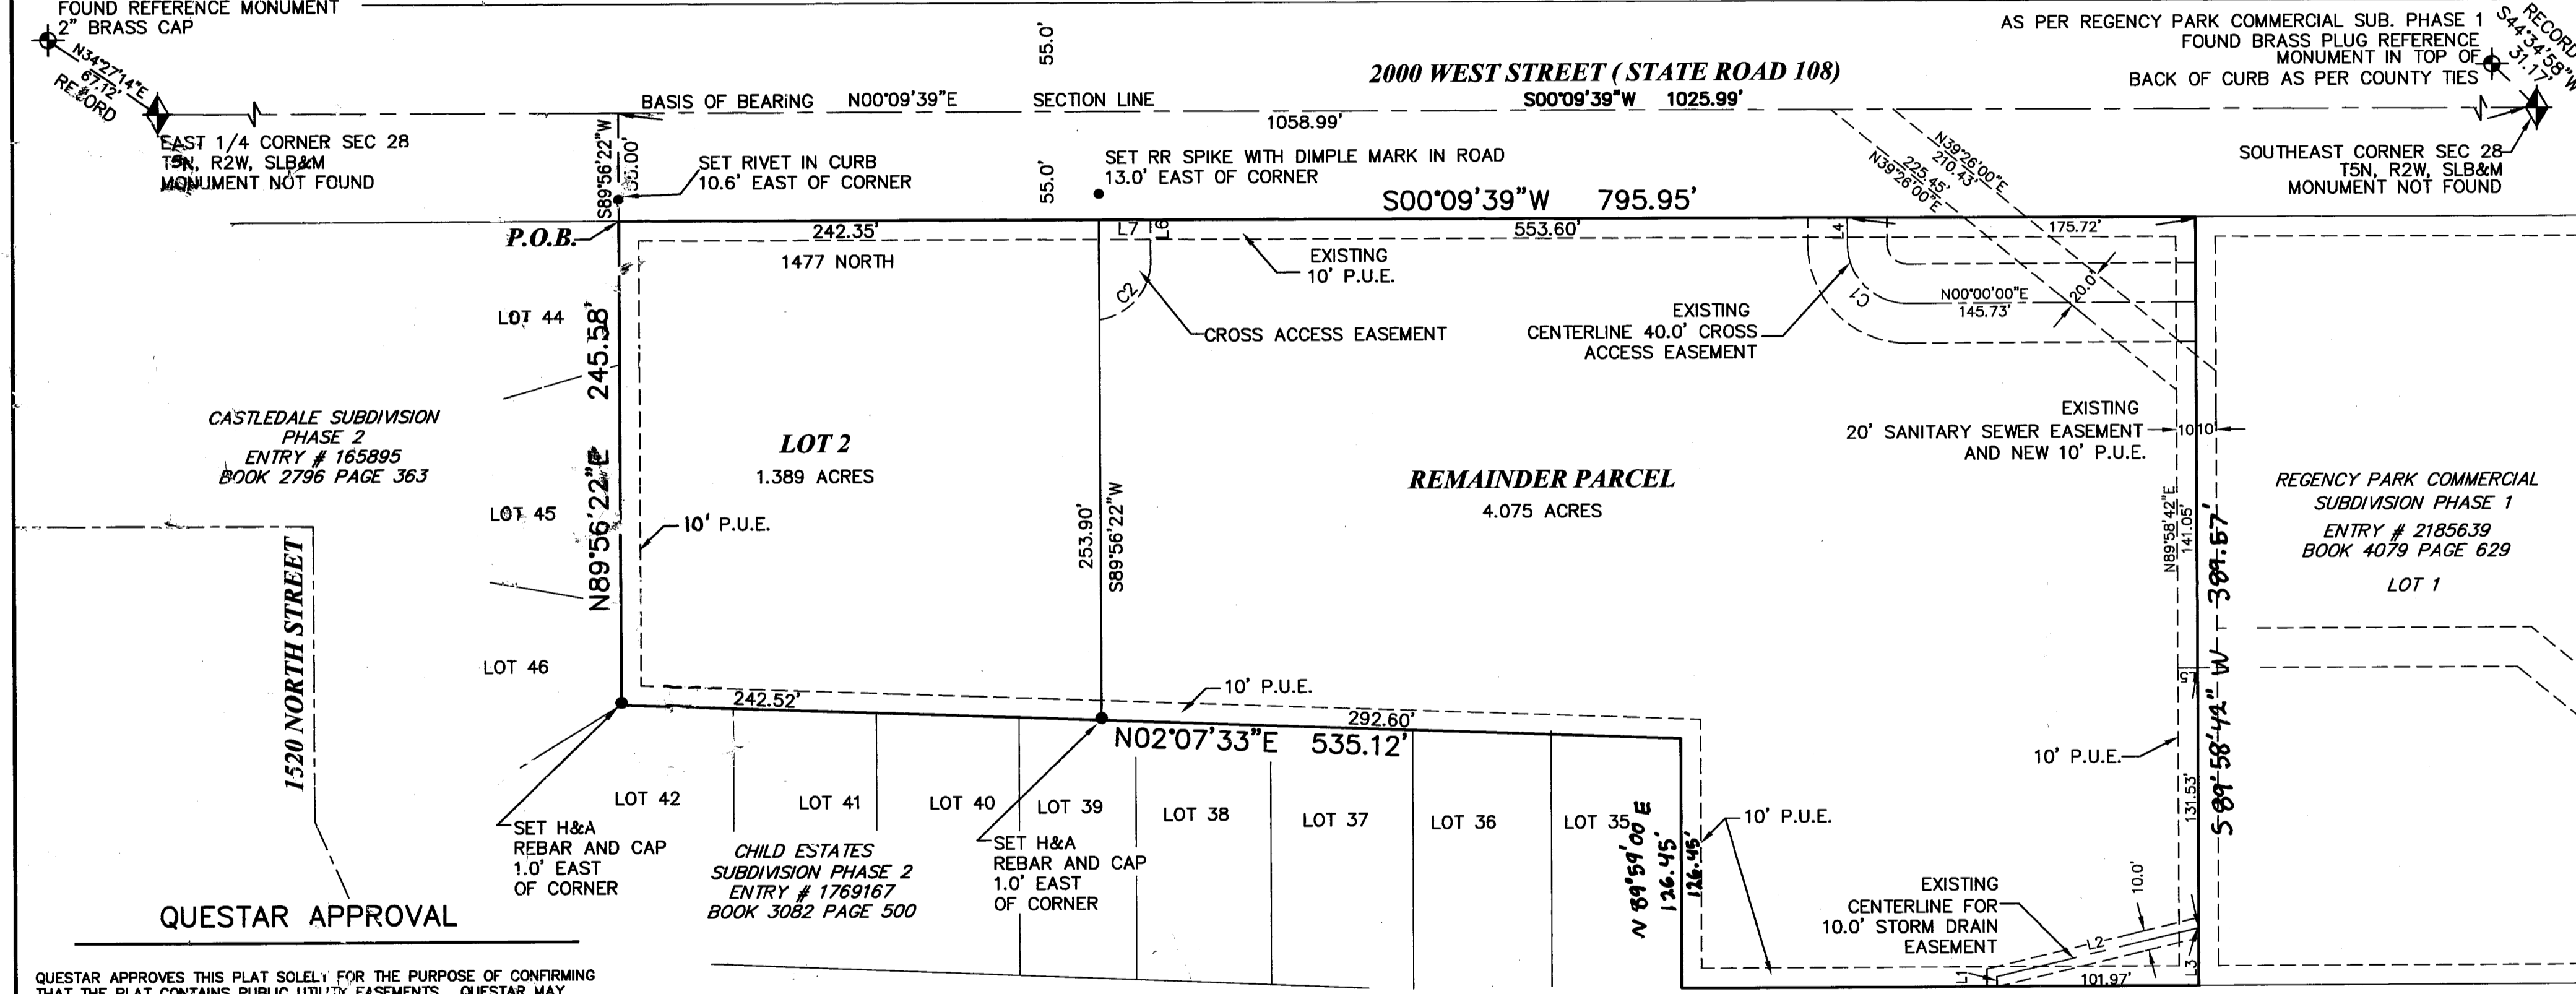 FOUND REFERENCE MONUMENT
2" BRASS CAP
N34°27'14"E
67.12'
RECORD
EAST 1/4 CORNER SEC 28
T5N, R2W, SLB&M
MONUMENT NOT FOUND
BASIS OF BEARING N00°09'39"E SECTION LINE
55.0'
55.0'
2000 WEST STREET ( STATE ROAD 108)
S00°09'39"W 1025.99'
1058.99'
AS PER REGENCY PARK COMMERCIAL SUB. PHASE 1
FOUND BRASS PLUG REFERENCE
MONUMENT IN TOP OF
BACK OF CURB AS PER COUNTY TIES
RECORD
S44°34'58"W
31.17'
SOUTHEAST CORNER SEC 28
T5N, R2W, SLB&M
MONUMENT NOT FOUND
S89°56'22"W
55.00'
SET RIVET IN CURB
10.6' EAST OF CORNER
SET RR SPIKE WITH DIMPLE MARK IN ROAD
13.0' EAST OF CORNER
S00°09'39"W 795.95'
N39°26'00"E
210.43'
225.45'
N39°26'00"E
P.O.B.
242.35'
L7
L6
553.60'
L4
175.72'
1477 NORTH
EXISTING
10' P.U.E.
C2
CROSS ACCESS EASEMENT
EXISTING
CENTERLINE 40.0' CROSS
ACCESS EASEMENT
C1
N00°00'00"E
145.73'
20.0'
LOT 44
LOT 45
LOT 46
N89°56'22"E 245.58'
CASTLEDALE SUBDIVISION
PHASE 2
ENTRY # 165895
BOOK 2796 PAGE 363
1520 NORTH STREET
LOT 2
1.389 ACRES
10' P.U.E.
253.90'
S89°56'22"W
REMAINDER PARCEL
4.075 ACRES
EXISTING
20' SANITARY SEWER EASEMENT
AND NEW 10' P.U.E.
10
10'
N89°58'42"E
141.05'
S 89°58'42" W 389.57'
REGENCY PARK COMMERCIAL
SUBDIVISION PHASE 1
ENTRY # 2185639
BOOK 4079 PAGE 629
LOT 1
L5
242.52'
10' P.U.E.
292.60'
N02°07'33"E 535.12'
10' P.U.E.
131.53'
LOT 42
LOT 41
LOT 40
LOT 39
LOT 38
LOT 37
LOT 36
LOT 35
N 89°59'00 E
126.45'
126.45'
10' P.U.E.
SET H&A
REBAR AND CAP
1.0' EAST
OF CORNER
CHILD ESTATES
SUBDIVISION PHASE 2
ENTRY # 1769167
BOOK 3082 PAGE 500
SET H&A
REBAR AND CAP
1.0' EAST
OF CORNER
EXISTING
CENTERLINE FOR
10.0' STORM DRAIN
EASEMENT
10.0'
L2
L1
L3
101.97'
QUESTAR APPROVAL
QUESTAR APPROVES THIS PLAT SOLELY FOR THE PURPOSE OF CONFIRMING
THAT THE PLAT CONTAINS PUBLIC UTILITY EASEMENTS. QUESTAR MAY